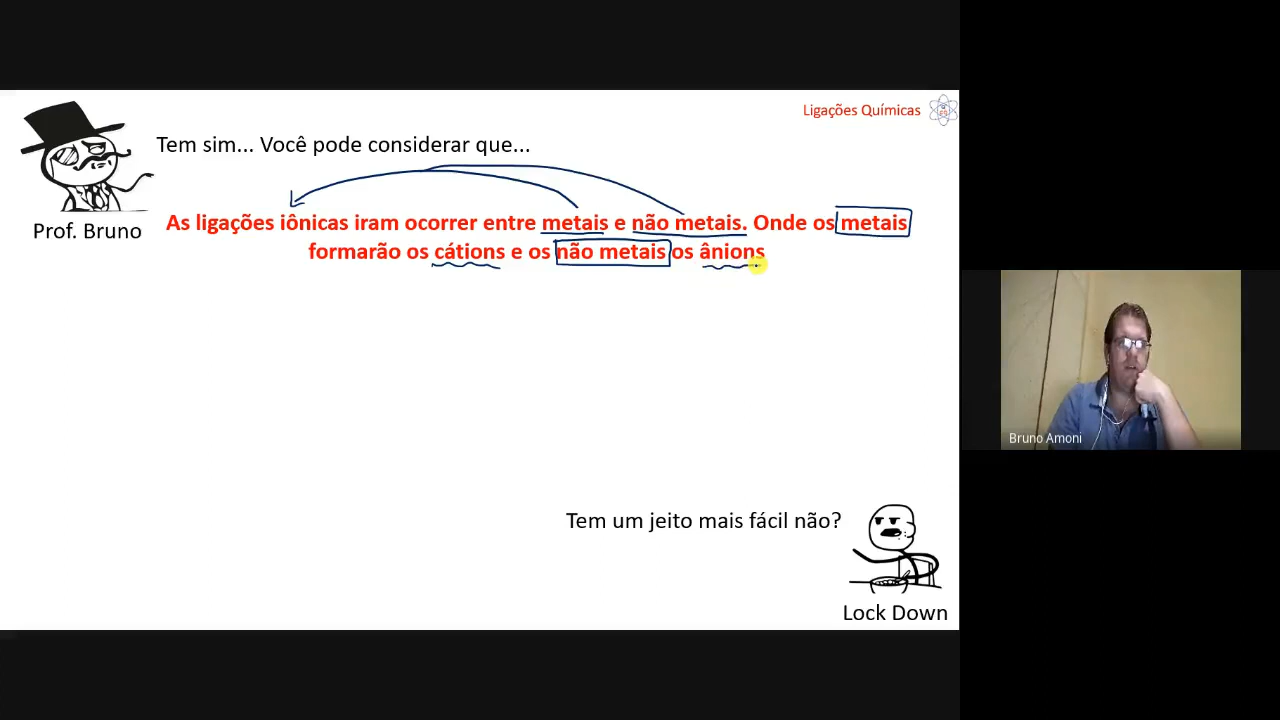 Ligações Químicas
Tem sim... Você pode considerar que...
Prof. Bruno
As ligações iônicas iram ocorrer entre metais e não metais. Onde os metais
formarão os cátions e os não metais os ânions
Bruno Amoni
Tem um jeito mais fácil não?
Lock Down